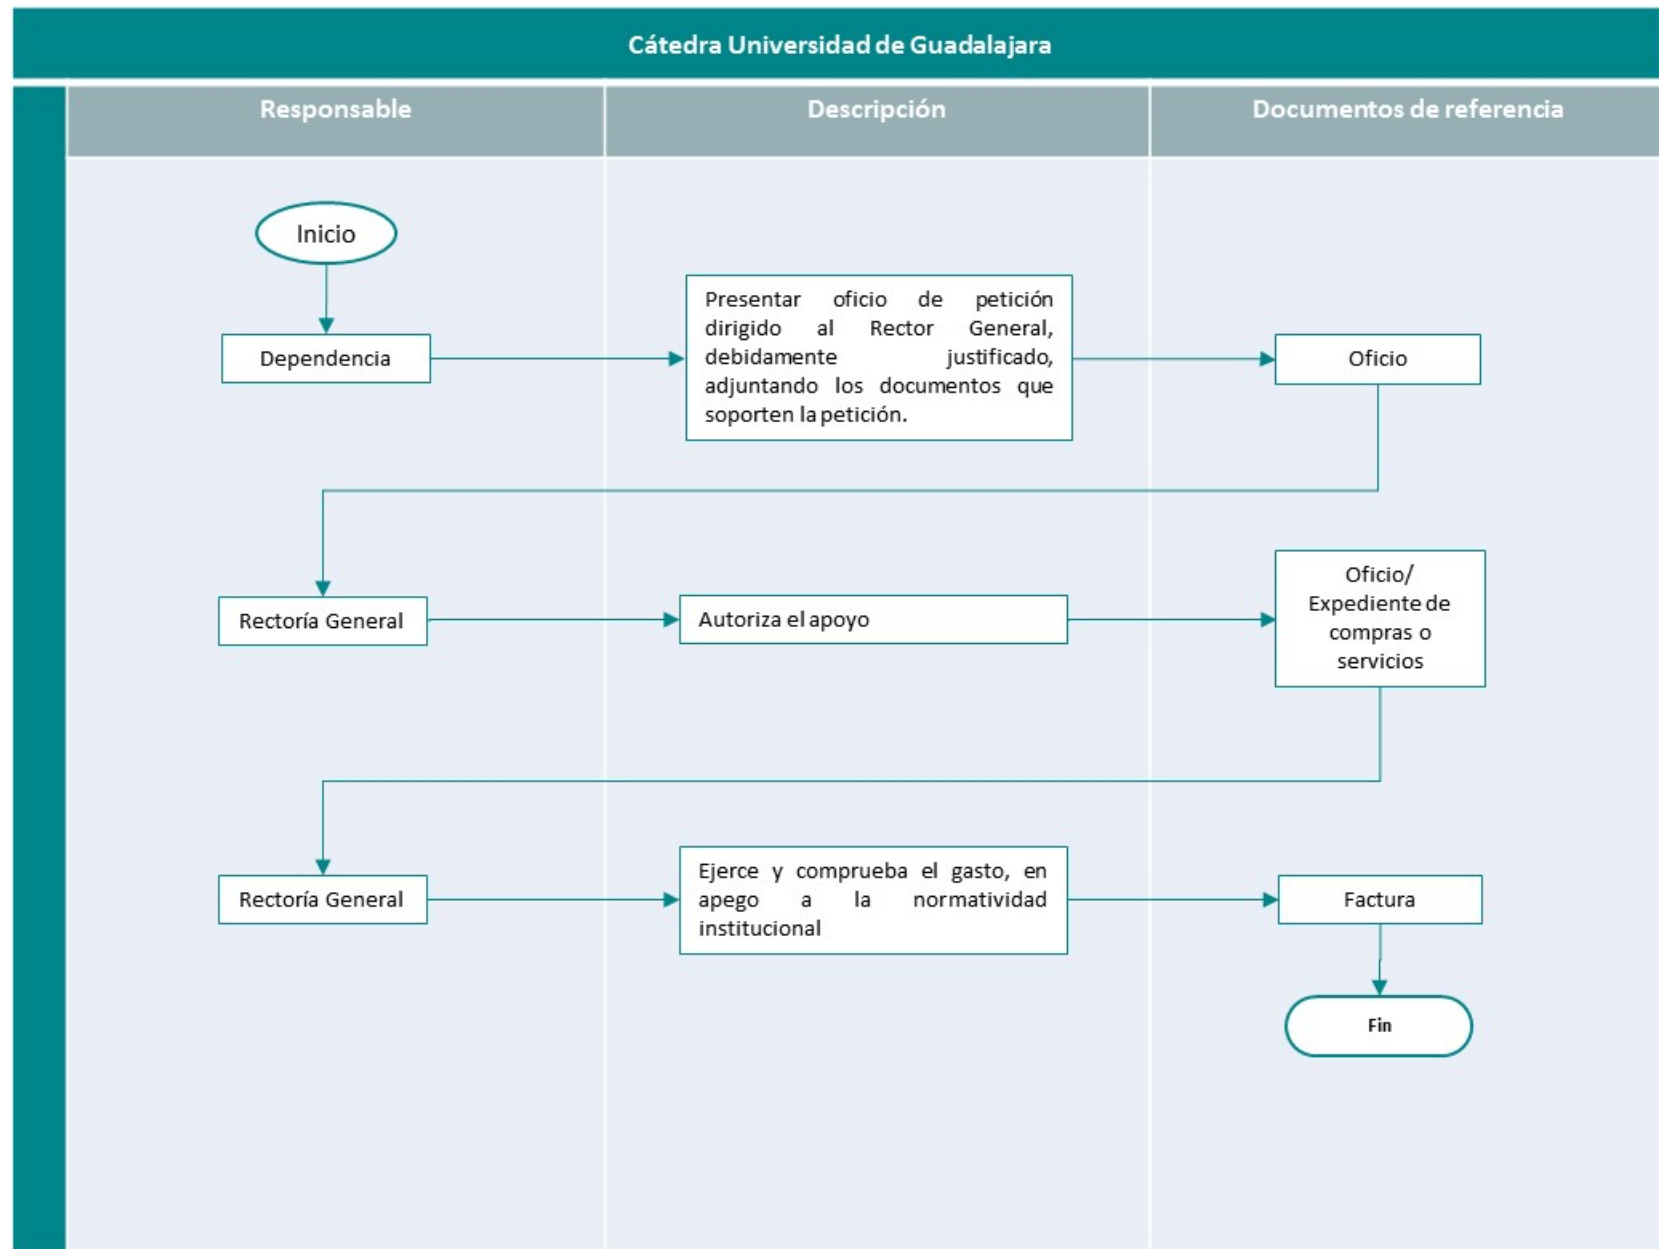 Cátedra Universidad de Guadalajara
Responsable
Descripción
Documentos de referencia
Inicio
Dependencia
Presentar oficio de petición
dirigido al Rector General,
debidamente justificado,
adjuntando los documentos que
soporten la petición.
Oficio
Rectoría General
Autoriza el apoyo
Oficio/
Expediente de
compras o
servicios
Rectoría General
Ejerce y comprueba el gasto, en
apego a la normatividad
institucional
Factura
Fin